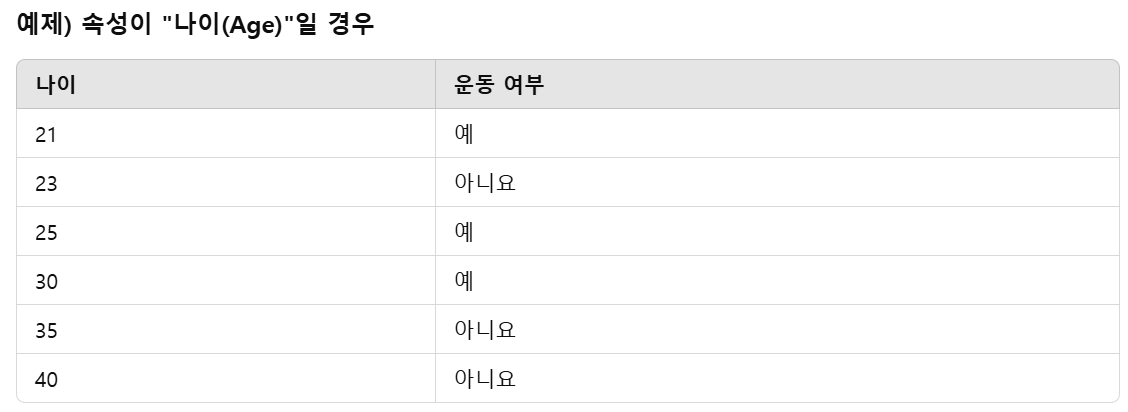 예제) 속성이 "나이(Age)"일 경우
나이 운동 여부
21 예
23 아니요
25 예
30 예
35 아니요
40 아니요